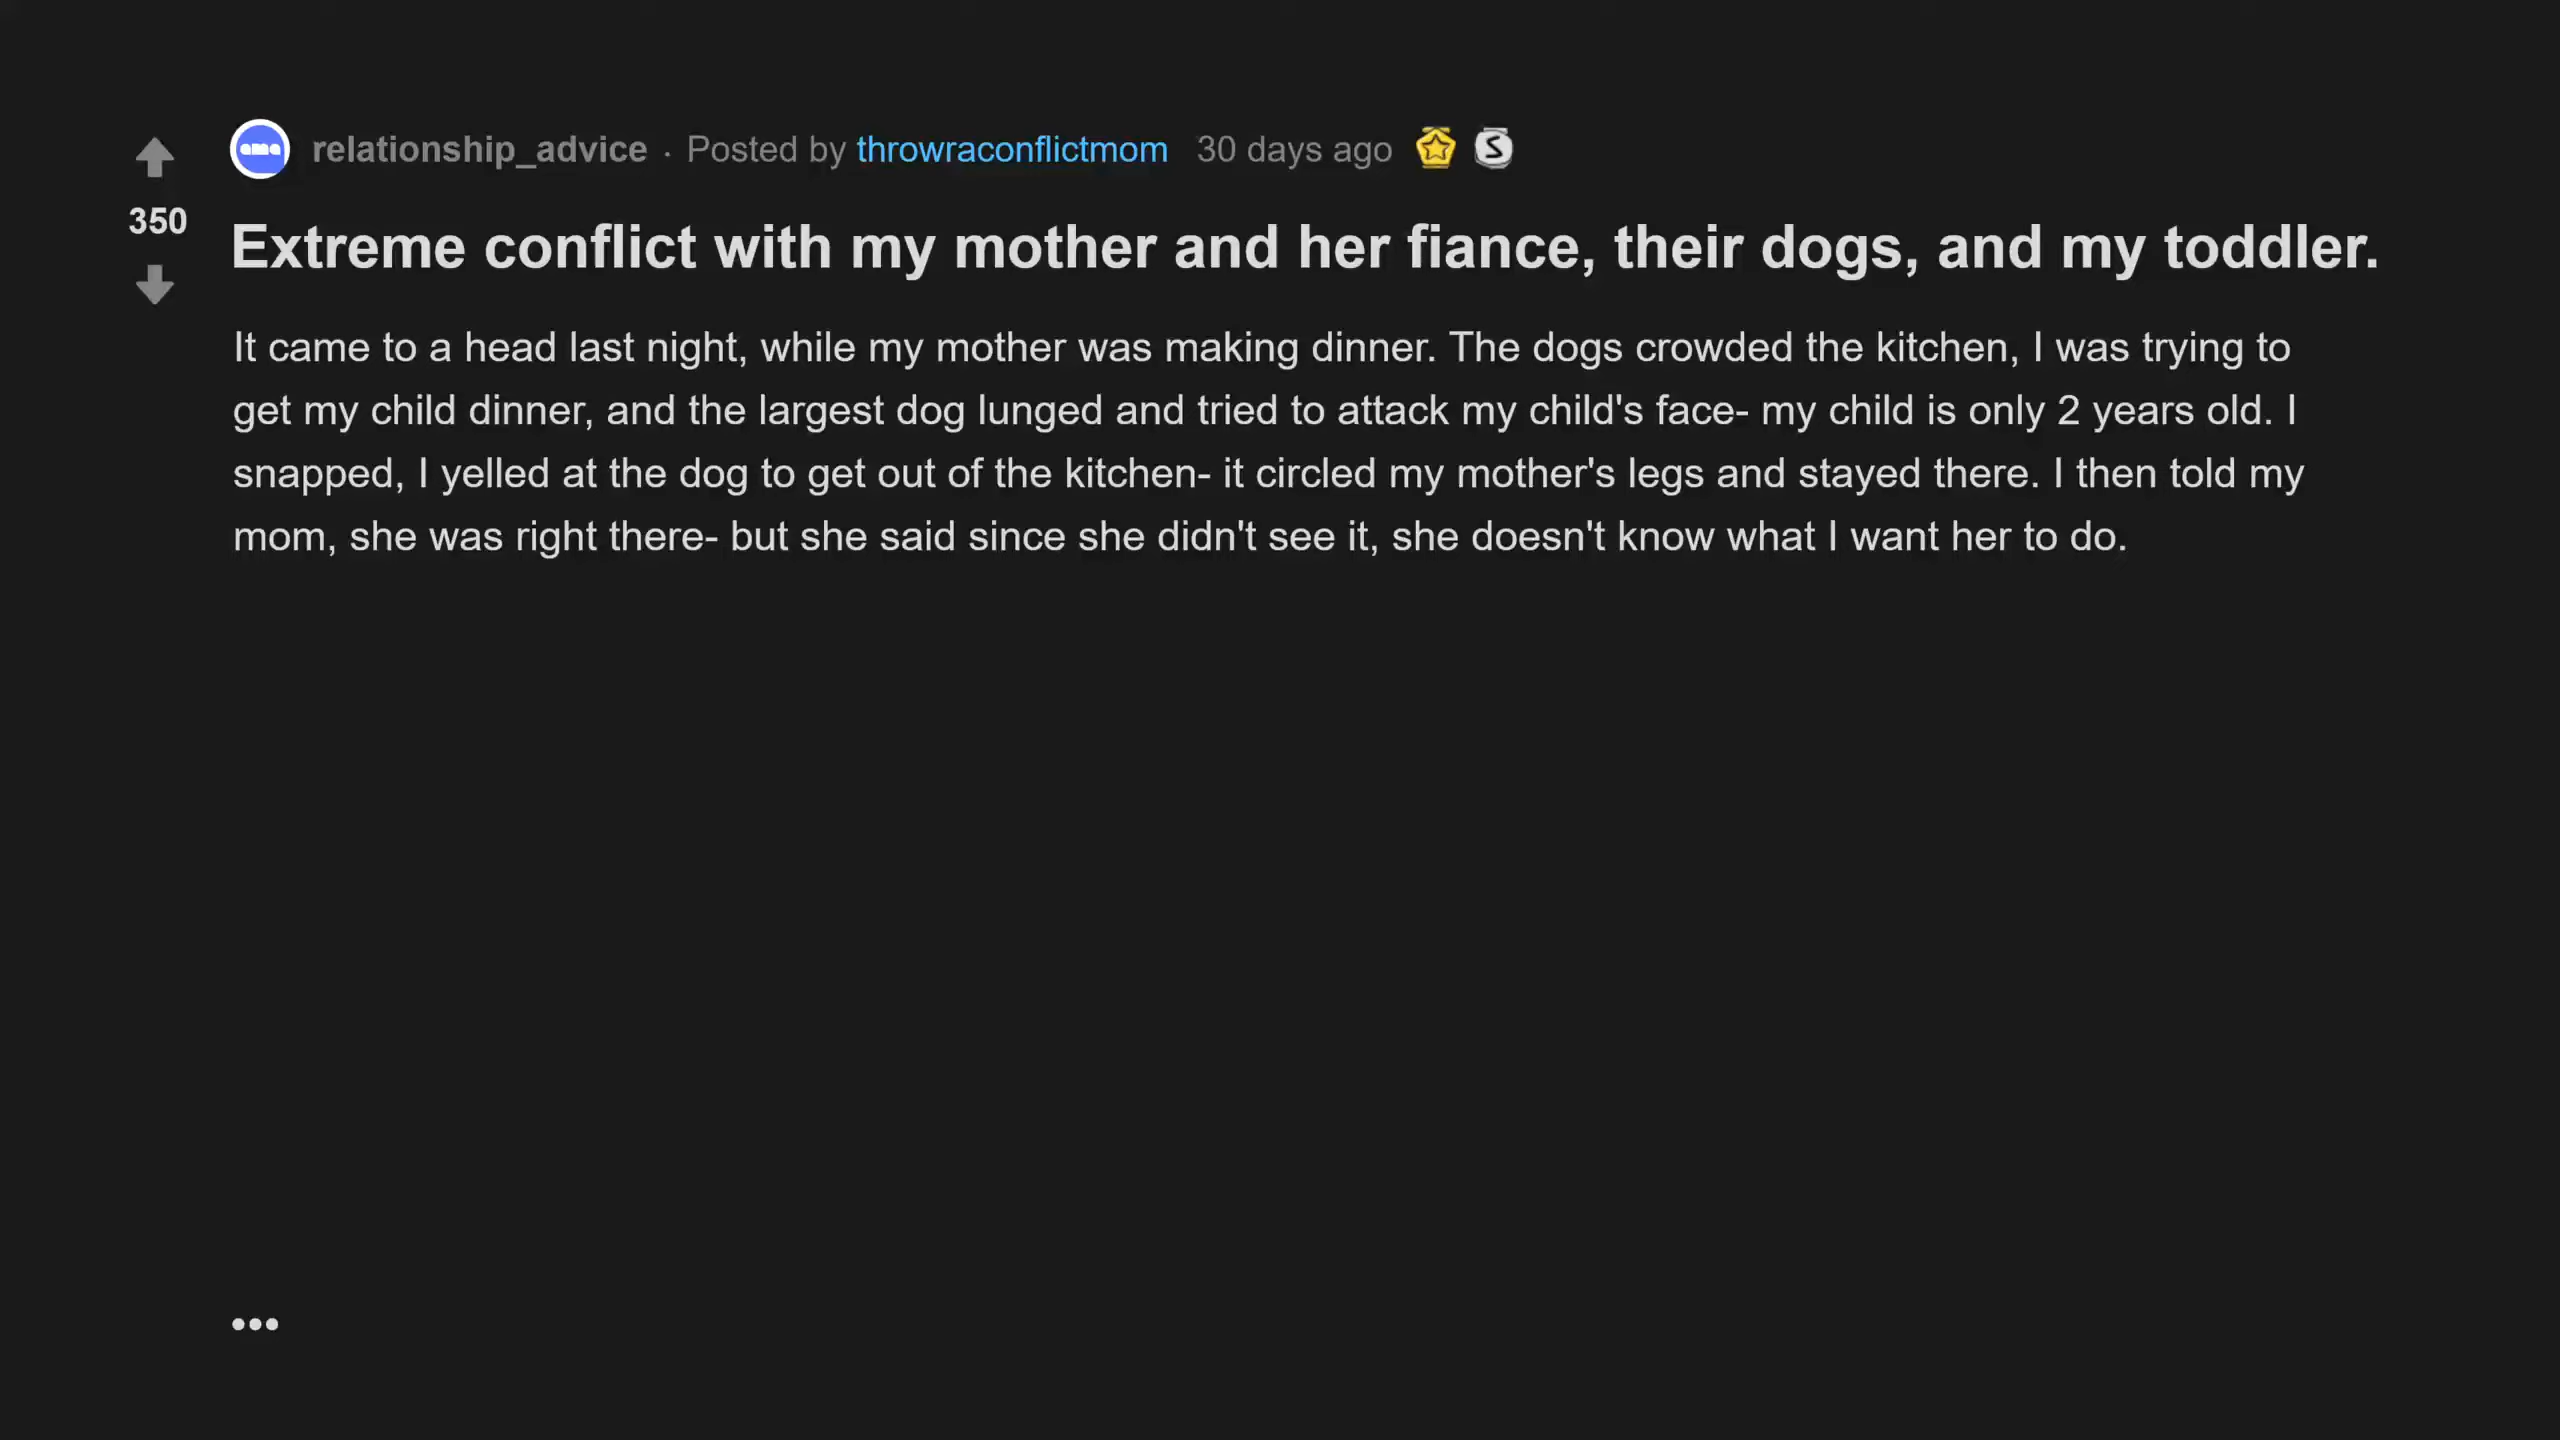 relationship_advice · Posted by throwraconflictmom 30 days ago
350
Extreme conflict with my mother and her fiance, their dogs, and my toddler.
It came to a head last night, while my mother was making dinner. The dogs crowded the kitchen, I was trying to
get my child dinner, and the largest dog lunged and tried to attack my child's face- my child is only 2 years old. I
snapped, I yelled at the dog to get out of the kitchen- it circled my mother's legs and stayed there. I then told my
mom, she was right there- but she said since she didn't see it, she doesn't know what I want her to do.
•••